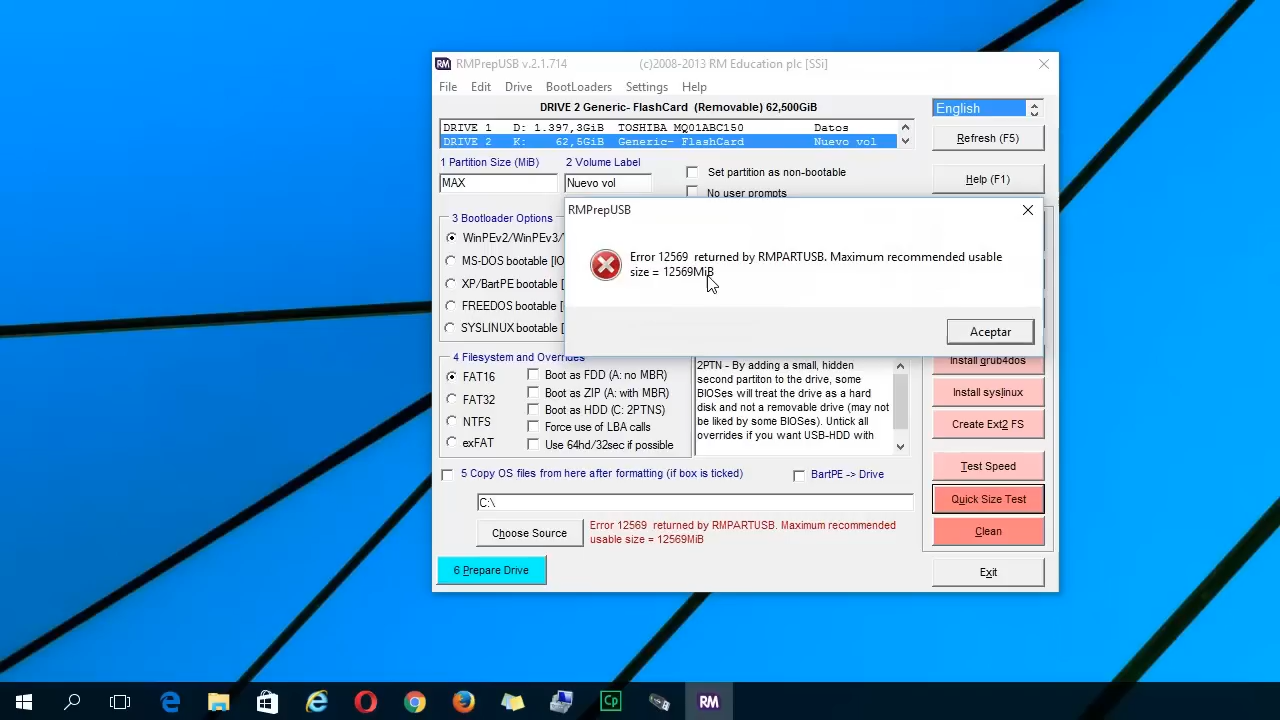 RM RMPrepUSB v.2.1.714 (c)2008-2013 RM Education plc [SSi]
File Edit Drive BootLoaders Settings Help
DRIVE 2 Generic- FlashCard (Removable) 62,500GiB
English
DRIVE 1 D: 1.397,3GiB TOSHIBA MQ01ABC150 Datos
DRIVE 2 K: 62,5GiB Generic- FlashCard Nuevo vol
Refresh (F5)
1 Partition Size (MiB) 2 Volume Label
Set partition as non-bootable
MAX
Nuevo vol
Help (F1)
No user prompts
RMPrepUSB
3 Bootloader Options
WinPEv2/WinPEv3/
MS-DOS bootable [IO
XP/BartPE bootable [
FREEDOS bootable [
SYSLINUX bootable [
Error 12569 returned by RMPARTUSB. Maximum recommended usable
size = 12569MiB
Aceptar
4 Filesystem and Overrides
FAT16
FAT32
NTFS
exFAT
Boot as FDD (A: no MBR)
Boot as ZIP (A: with MBR)
Boot as HDD (C: 2PTNS)
Force use of LBA calls
Use 64hd/32sec if possible
2PTN - By adding a small, hidden
second partiton to the drive, some
BIOSes will treat the drive as a hard
disk and not a removable drive (may not
be liked by some BIOSes). Untick all
overrides if you want USB-HDD with
Install grub4dos
Install syslinux
Create Ext2 FS
Test Speed
Quick Size Test
Clean
5 Copy OS files from here after formatting (if box is ticked)
BartPE -> Drive
C:\
Choose Source
Error 12569 returned by RMPARTUSB. Maximum recommended
usable size = 12569MiB
6 Prepare Drive
Exit
Cp
RM